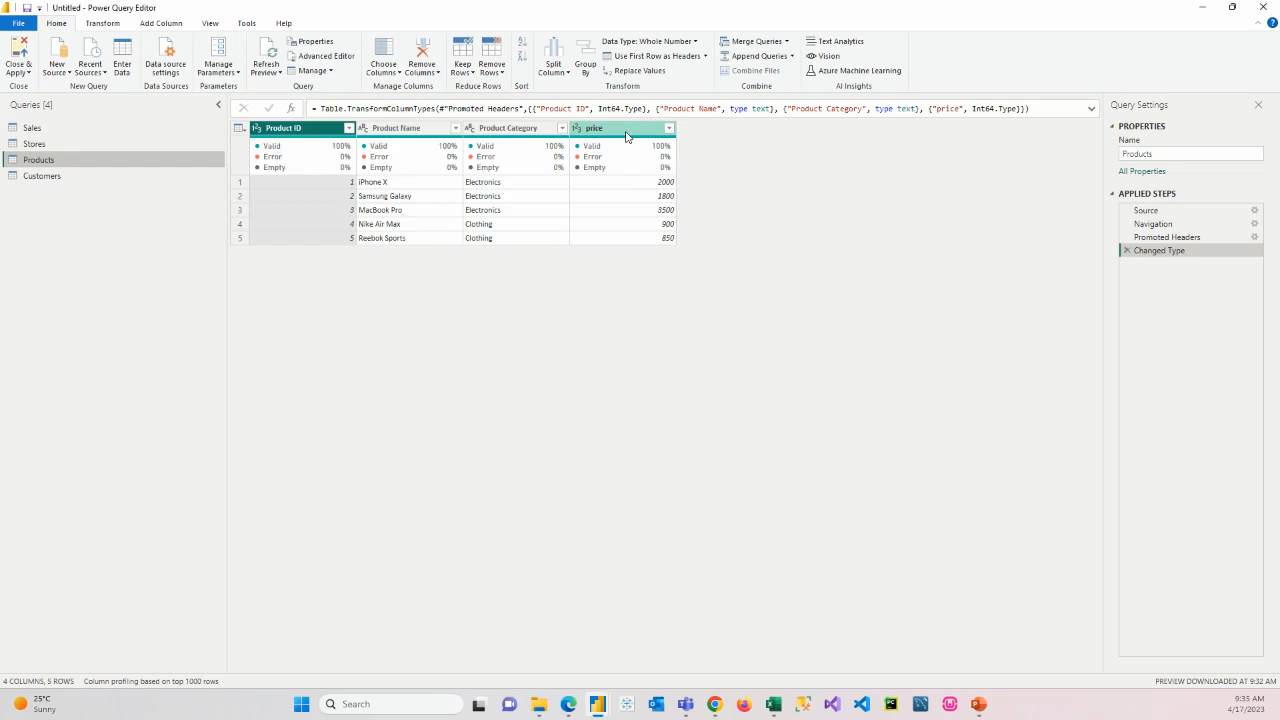 Untitled - Power Query Editor
File Home Transform Add Column View Tools Help
Close & Apply New Source Recent Sources Enter Data Data source settings Manage Parameters Refresh Preview Properties Advanced Editor Manage Choose Columns Remove Columns Keep Rows Remove Rows Split Column Group By Data Type: Whole Number Use First Row as Headers Replace Values Merge Queries Append Queries Combine Files Text Analytics Vision Azure Machine Learning
Close New Query Data Sources Parameters Query Manage Columns Reduce Rows Sort Transform Combine AI Insights
Queries [4]
Sales
Stores
Products
Customers
fx = Table.TransformColumnTypes(#"Promoted Headers",{{"Product ID", Int64.Type}, {"Product Name", type text}, {"Product Category", type text}, {"price", Int64.Type}})
123 Product ID ABC Product Name ABC Product Category 123 price
Valid 100% Valid 100% Valid 100% Valid 100%
Error 0% Error 0% Error 0% Error 0%
Empty 0% Empty 0% Empty 0% Empty 0%
1 1 iPhone X Electronics 2000
2 2 Samsung Galaxy Electronics 1800
3 3 MacBook Pro Electronics 3500
4 4 Nike Air Max Clothing 900
5 5 Reebok Sports Clothing 850
Query Settings
PROPERTIES
Name
Products
All Properties
APPLIED STEPS
Source
Navigation
Promoted Headers
Changed Type
4 COLUMNS, 5 ROWS Column profiling based on top 1000 rows PREVIEW DOWNLOADED AT 9:32 AM
25°C
Sunny
Search
9:35 AM
4/17/2023